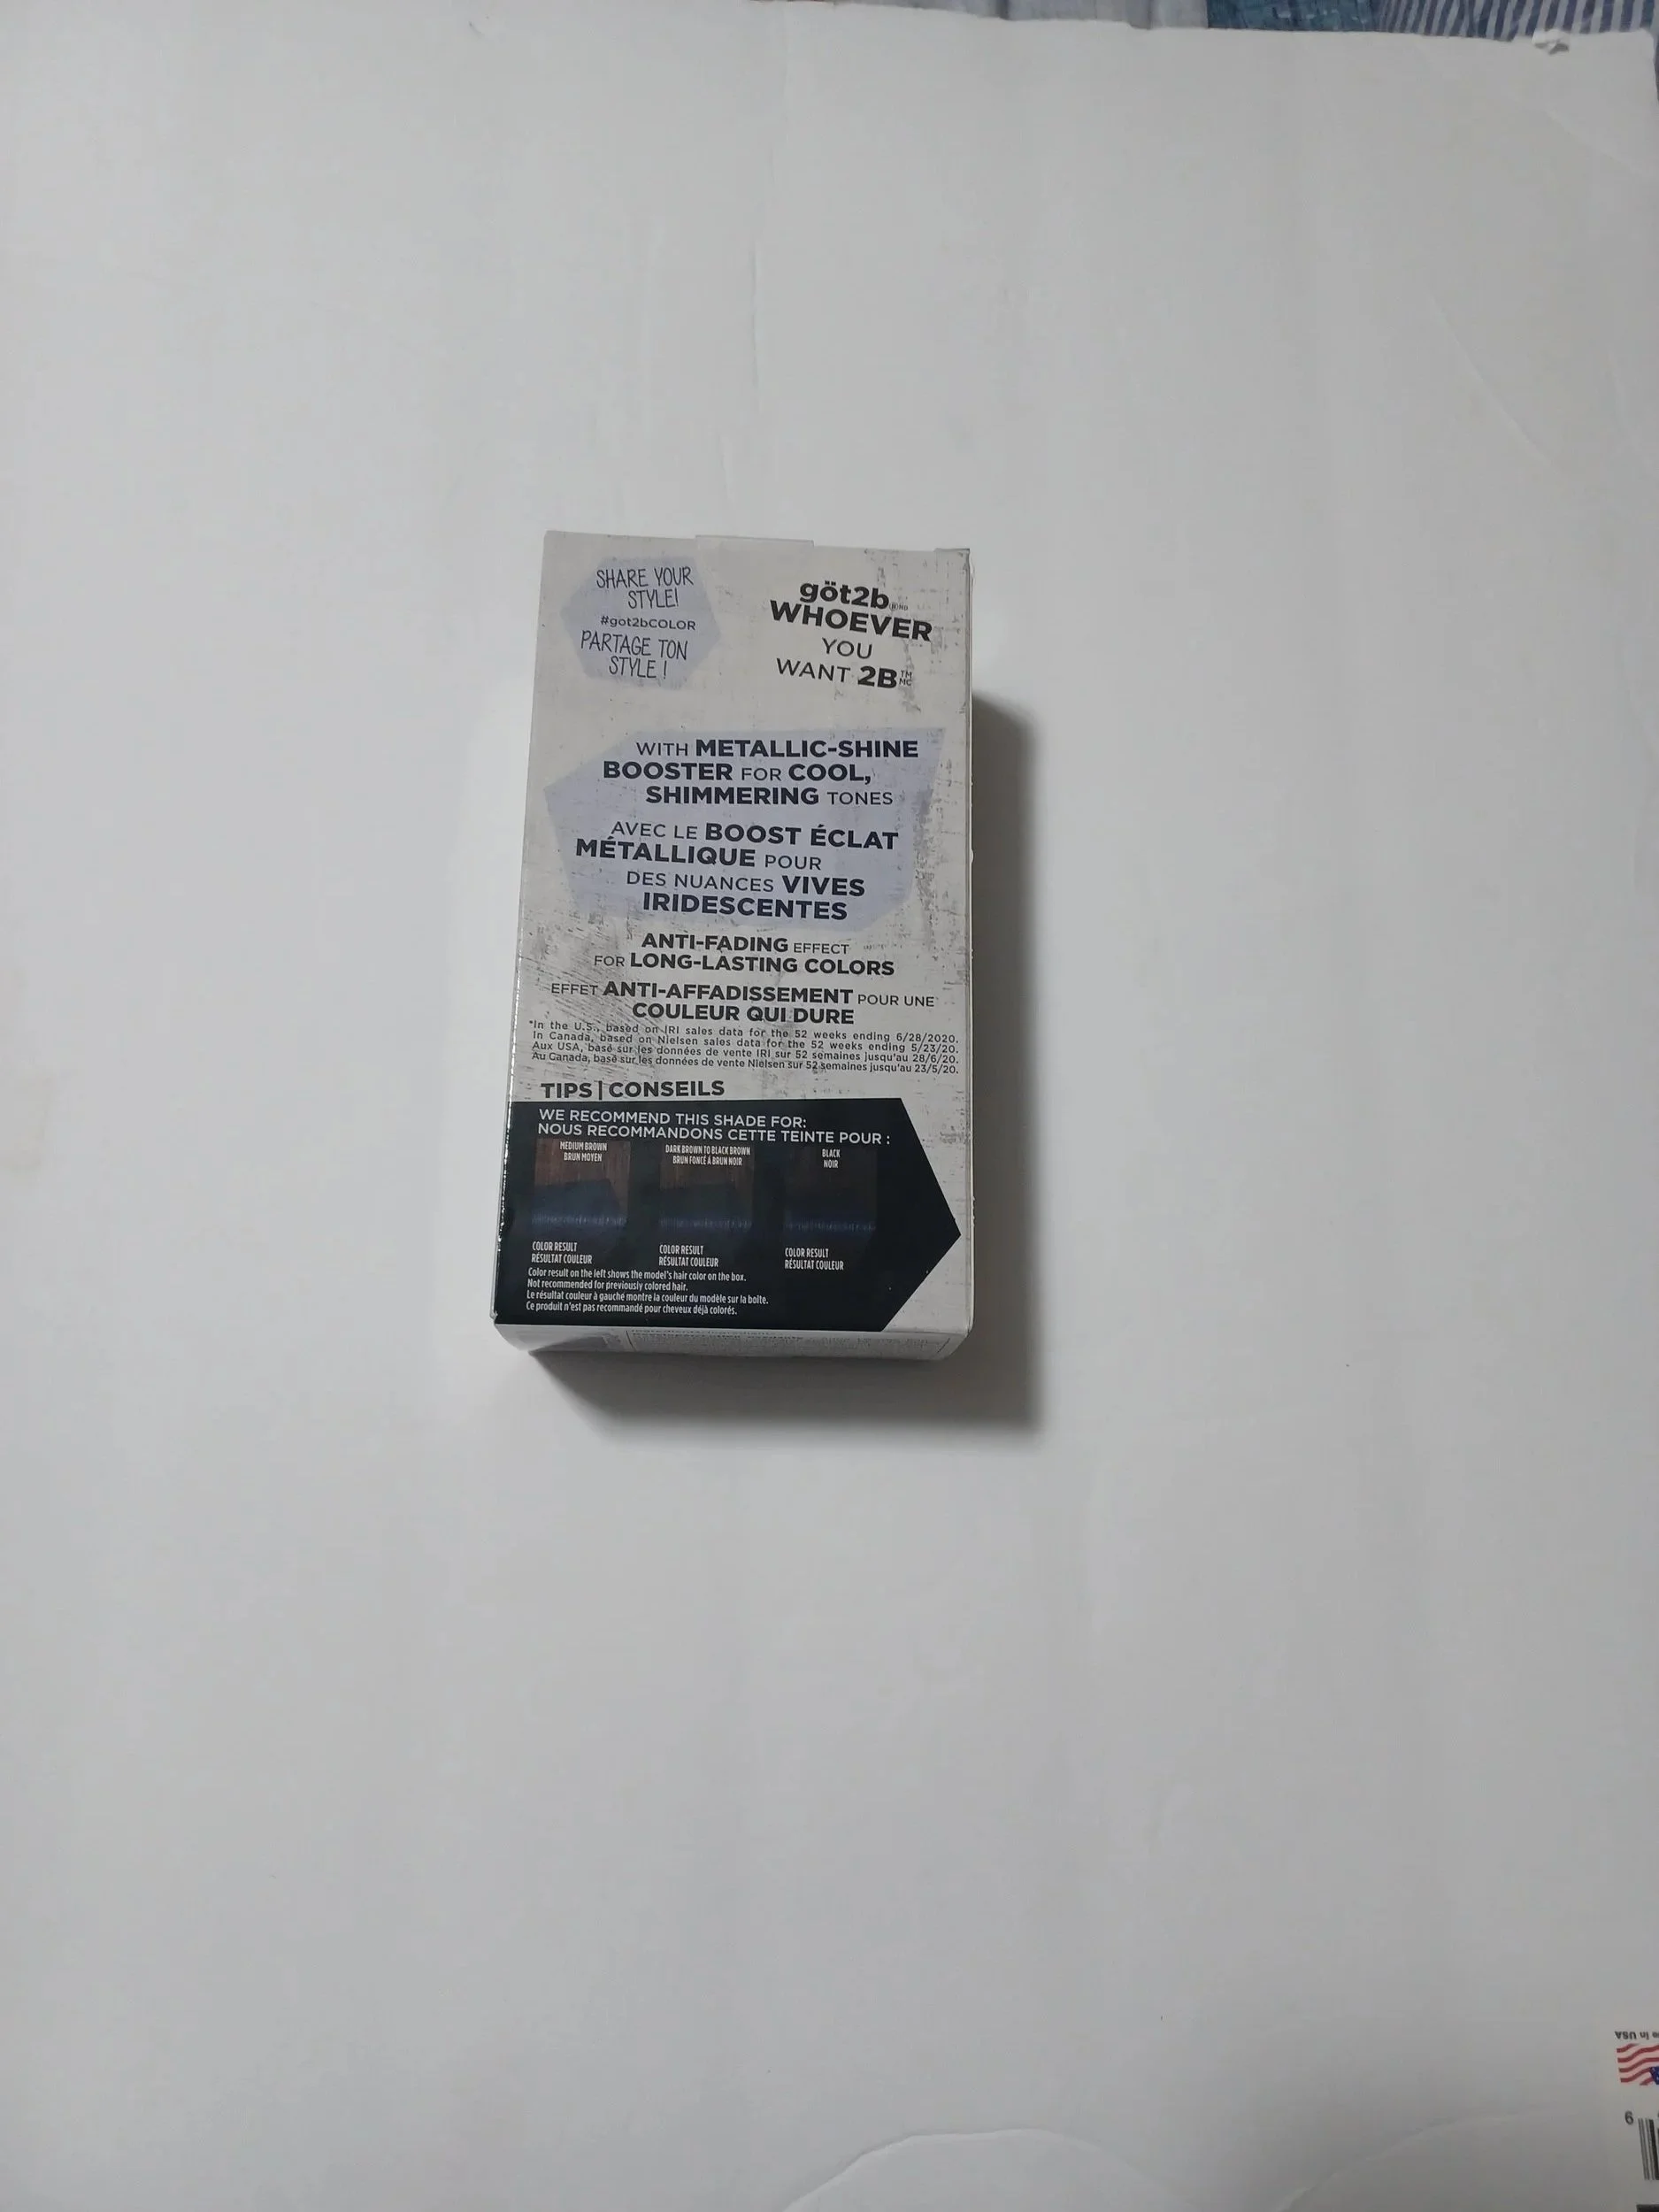 SHARE YOUR
STYLE!
#got2bCOLOR
PARTAGE TON
STYLE !
göt2b
WHOEVER
YOU
WANT 2B
TM
MC
WITH METALLIC-SHINE
BOOSTER FOR COOL,
SHIMMERING TONES
AVEC LE BOOST ÉCLAT
MÉTALLIQUE POUR
DES NUANCES VIVES
IRIDESCENTES
ANTI-FADING EFFECT
FOR LONG-LASTING COLORS
EFFET ANTI-AFFADISSEMENT POUR UNE
COULEUR QUI DURE
*In the U.S., based on IRI sales data for the 52 weeks ending 6/28/2020.
In Canada, based on Nielsen sales data for the 52 weeks ending 5/23/20.
Aux USA, basé sur les données de vente IRI sur 52 semaines jusqu'au 28/6/20.
Au Canada, basé sur les données de vente Nielsen sur 52 semaines jusqu'au 23/5/20.
TIPS | CONSEILS
WE RECOMMEND THIS SHADE FOR:
NOUS RECOMMANDONS CETTE TEINTE POUR :
MEDIUM BROWN
BRUN MOYEN
DARK BROWN TO BLACK BROWN
BRUN FONCÉ À BRUN NOIR
BLACK
NOIR
COLOR RESULT
RÉSULTAT COULEUR
COLOR RESULT
RÉSULTAT COULEUR
COLOR RESULT
RÉSULTAT COULEUR
Color result on the left shows the model's hair color on the box.
Not recommended for previously colored hair.
Le résultat couleur à gauche montre la couleur du modèle sur la boîte.
Ce produit n'est pas recommandé pour cheveux déjà colorés.
in USA
6